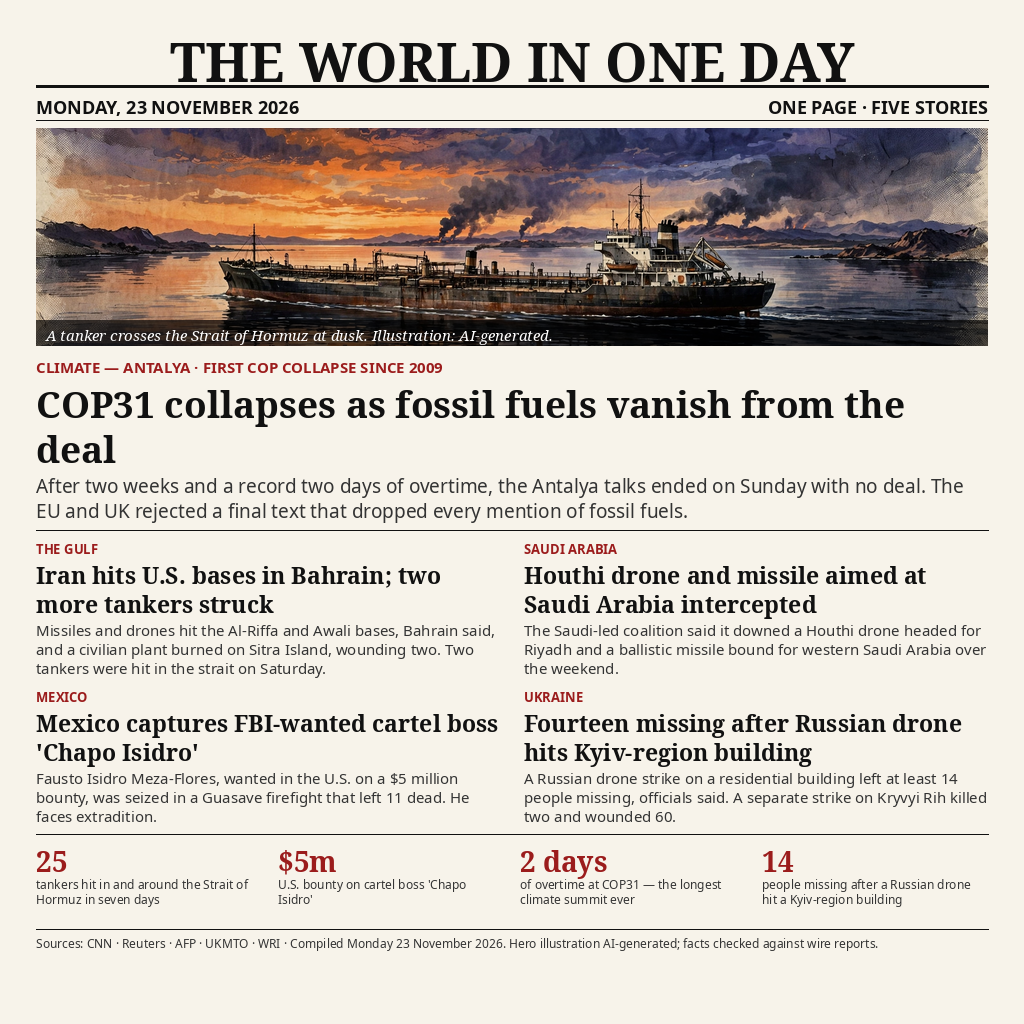 THE WORLD IN ONE DAY
MONDAY, 23 NOVEMBER 2026
ONE PAGE · FIVE STORIES
A tanker crosses the Strait of Hormuz at dusk. Illustration: AI-generated.
CLIMATE — ANTALYA · FIRST COP COLLAPSE SINCE 2009
COP31 collapses as fossil fuels vanish from the
deal
After two weeks and a record two days of overtime, the Antalya talks ended on Sunday with no deal. The
EU and UK rejected a final text that dropped every mention of fossil fuels.
THE GULF
Iran hits U.S. bases in Bahrain; two
more tankers struck
Missiles and drones hit the Al-Riffa and Awali bases, Bahrain said,
and a civilian plant burned on Sitra Island, wounding two. Two
tankers were hit in the strait on Saturday.
SAUDI ARABIA
Houthi drone and missile aimed at
Saudi Arabia intercepted
The Saudi-led coalition said it downed a Houthi drone headed for
Riyadh and a ballistic missile bound for western Saudi Arabia over
the weekend.
MEXICO
Mexico captures FBI-wanted cartel boss
'Chapo Isidro'
Fausto Isidro Meza-Flores, wanted in the U.S. on a $5 million
bounty, was seized in a Guasave firefight that left 11 dead. He
faces extradition.
UKRAINE
Fourteen missing after Russian drone
hits Kyiv-region building
A Russian drone strike on a residential building left at least 14
people missing, officials said. A separate strike on Kryvyi Rih killed
two and wounded 60.
25
tankers hit in and around the Strait of
Hormuz in seven days
$5m
U.S. bounty on cartel boss 'Chapo
Isidro'
2 days
of overtime at COP31 — the longest
climate summit ever
14
people missing after a Russian drone
hit a Kyiv-region building
Sources: CNN · Reuters · AFP · UKMTO · WRI · Compiled Monday 23 November 2026. Hero illustration AI-generated; facts checked against wire reports.